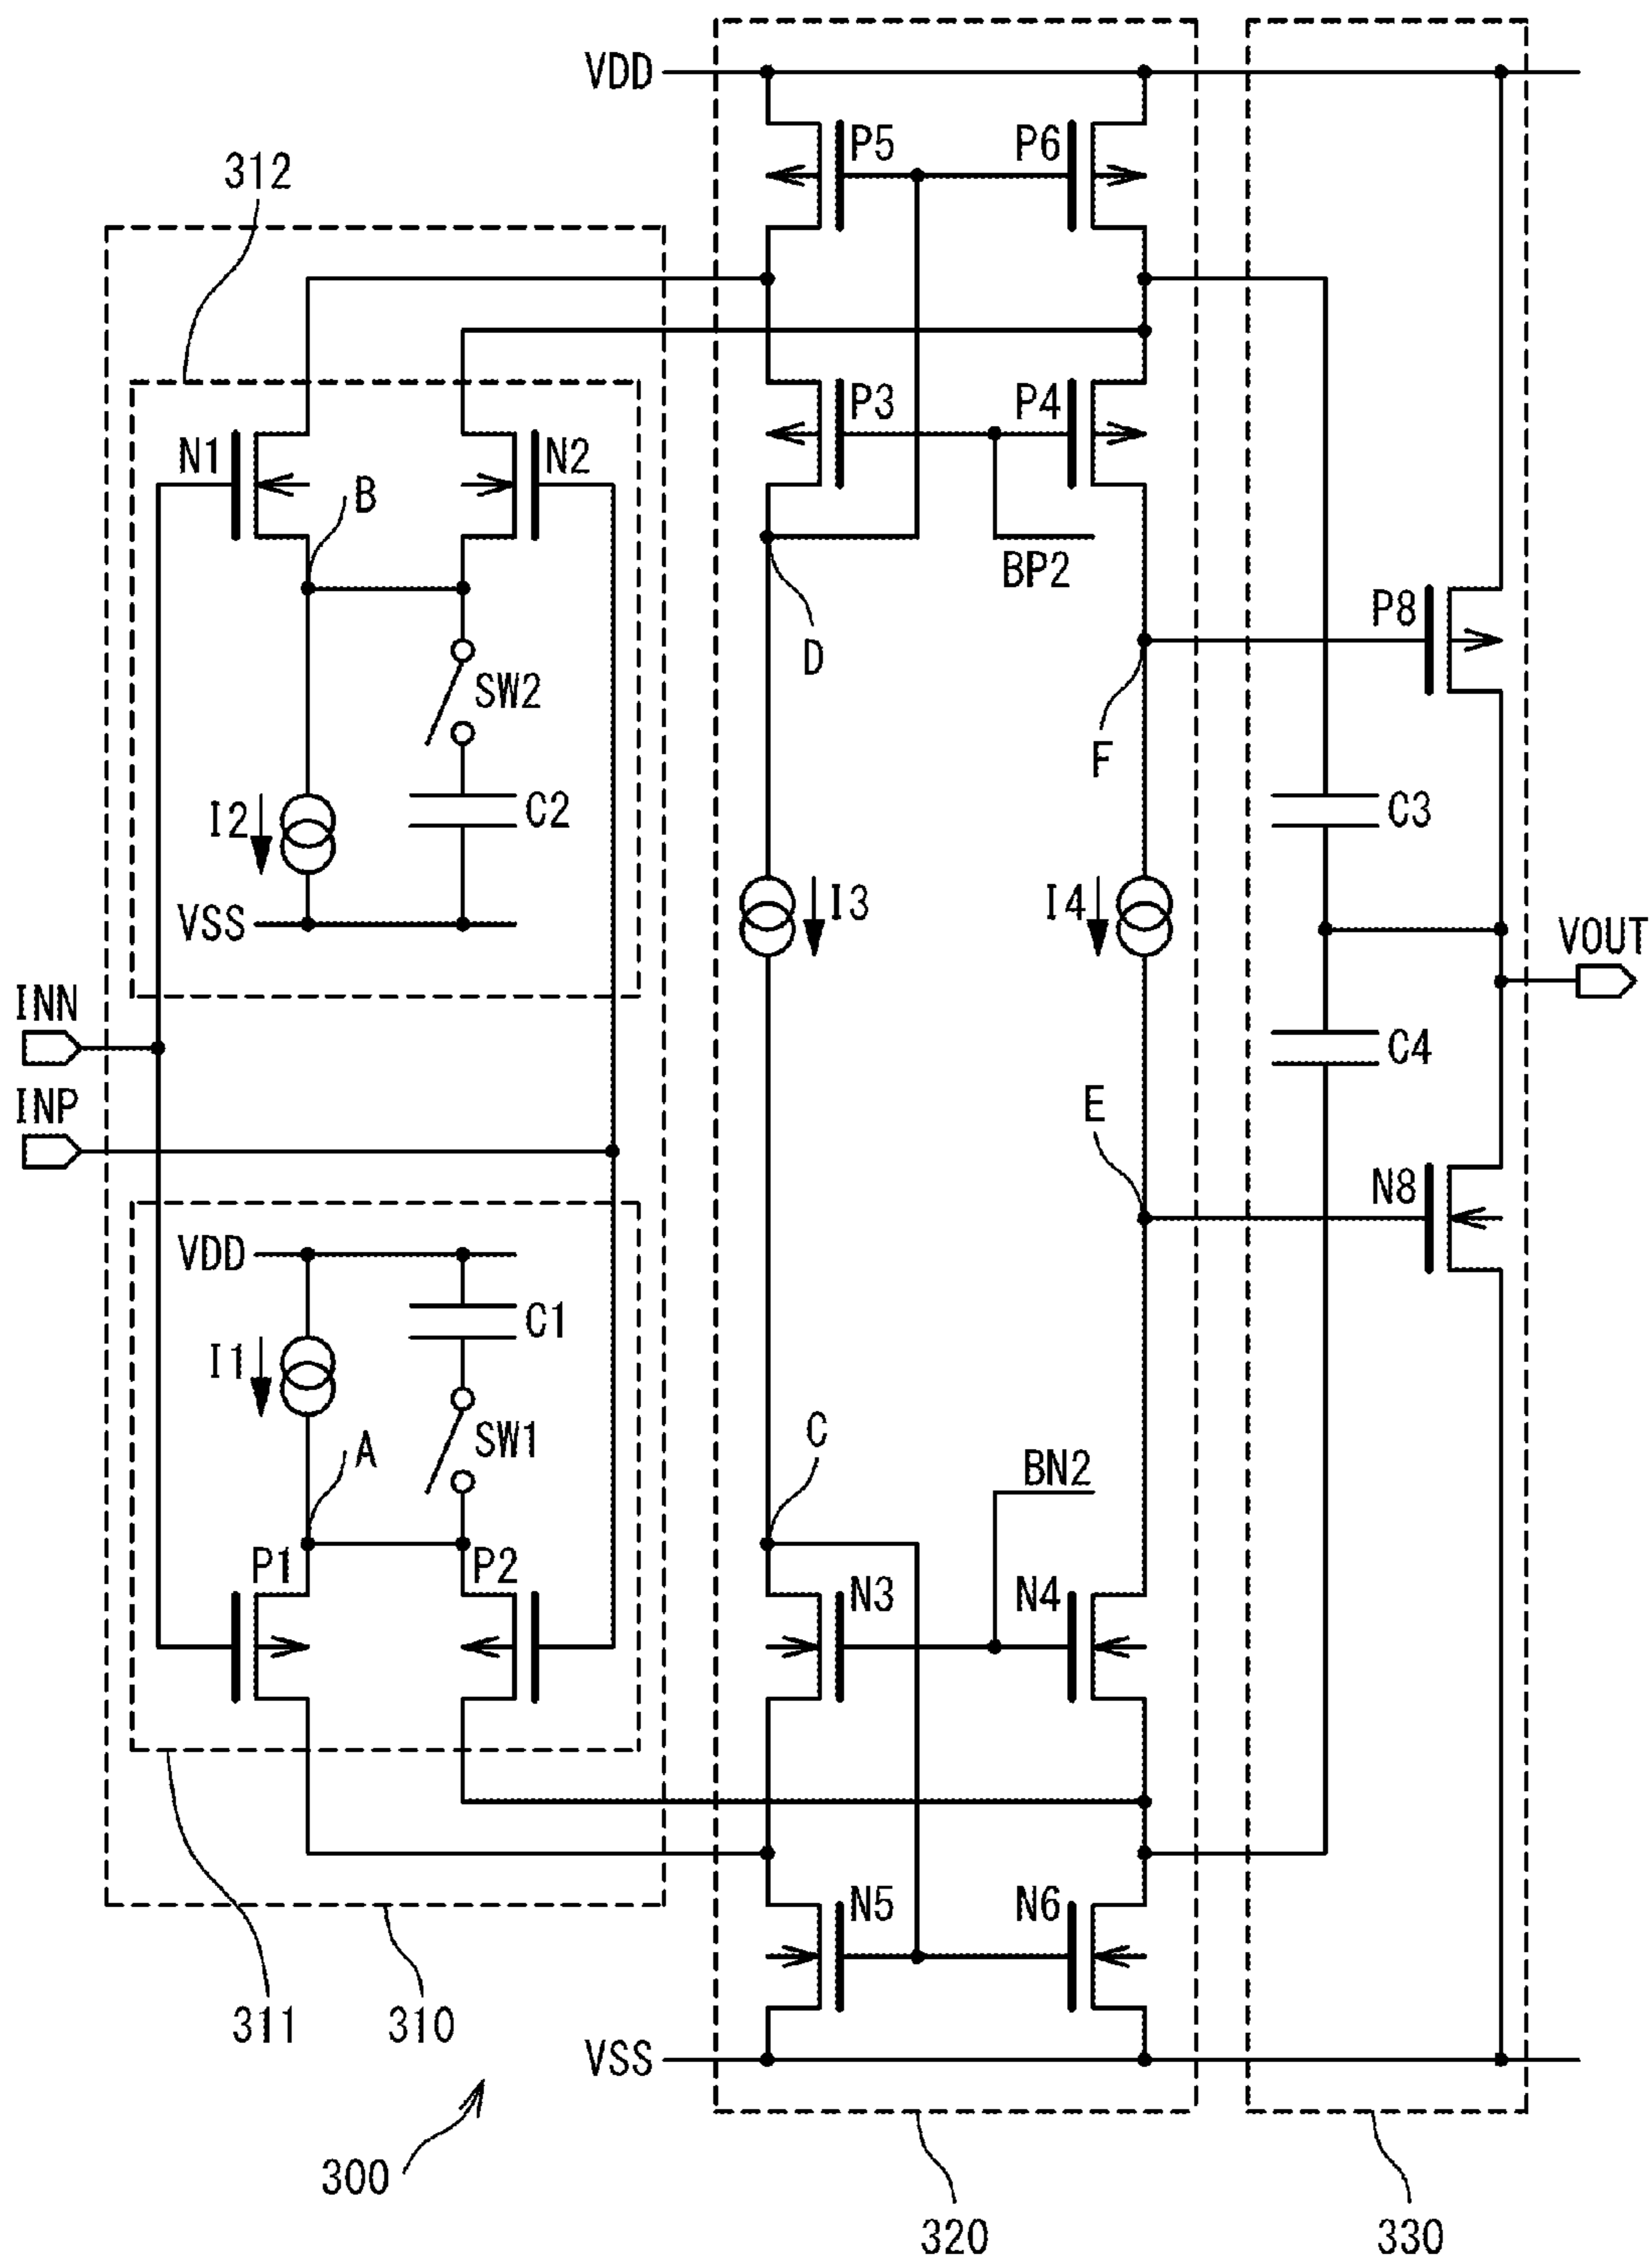 VDD
P5
P6
312
P3
P4
N1
N2
B
BP2
P8
D
SW2
F
I2
C2
C3
I3
I4
VSS
VOUT
INN
C4
INP
E
N8
VDD
C1
I1
C
SW1
A
BN2
P1
P2
N3
N4
N5
N6
311
310
VSS
300
320
330